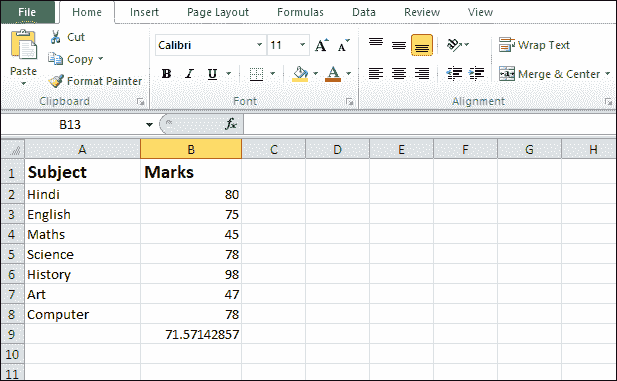 File Home Insert Page Layout Formulas Data Review View
Cut
Calibri 11 A A Wrap Text
Copy
Paste
Format Painter B I U A Merge & Center
Clipboard Font Alignment
B13 fx
A B C D E F G H
1 Subject Marks
2 Hindi 80
3 English 75
4 Maths 45
5 Science 78
6 History 98
7 Art 47
8 Computer 78
9 71.57142857
10
11